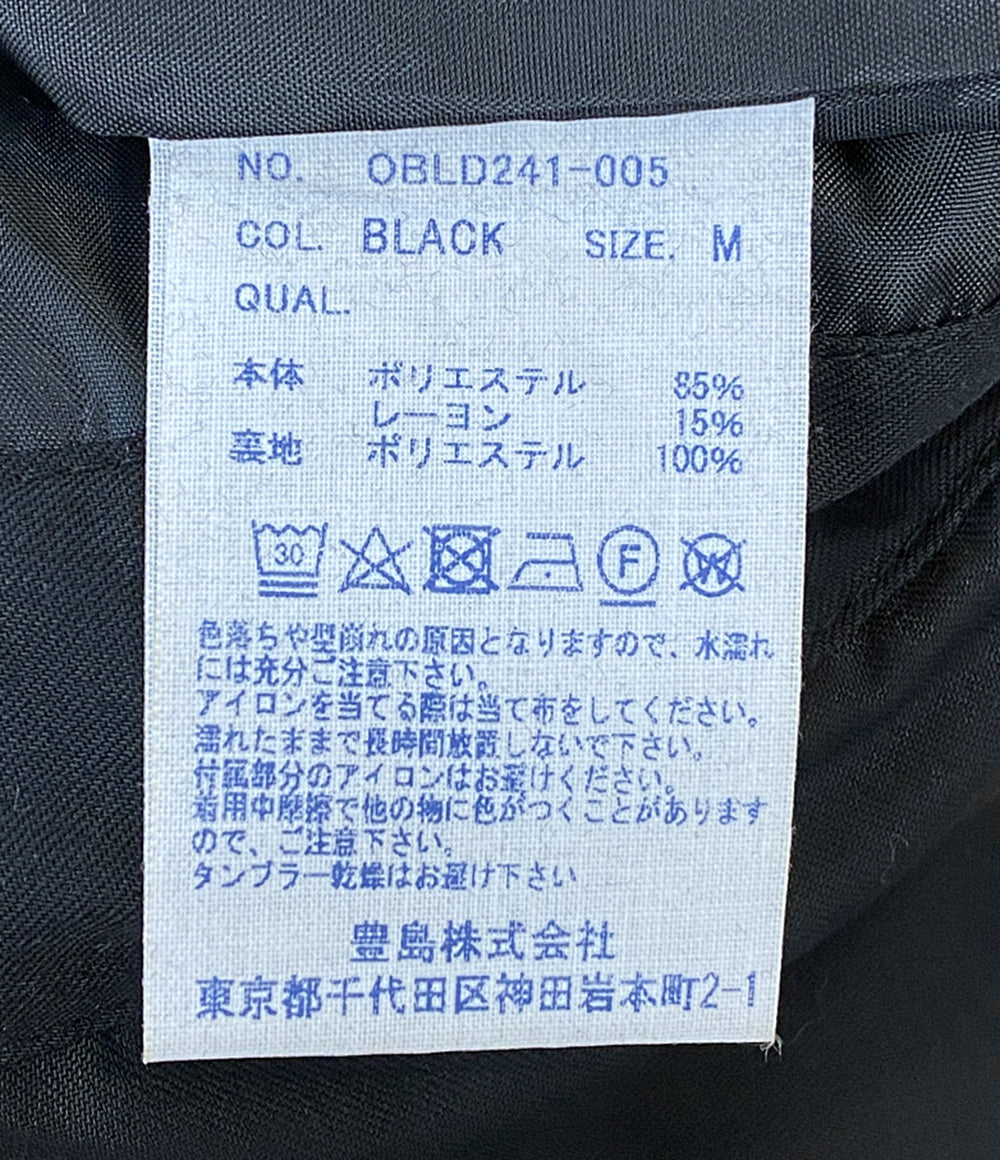 NO. OBLD241-005
COL. BLACK SIZE. M
QUAL.
本体 ポリエステル 85%
レーヨン 15%
裏地 ポリエステル 100%
30 F W
色落ちや型崩れの原因となりますので、水濡れ
には充分ご注意下さい。
アイロンを当てる際は当て布をしてください。
濡れたままで長時間放置しないで下さい。
付属部分のアイロンはお避けください。
着用中摩擦で他の物に色がつくことがあります
ので、ご注意下さい。
タンブラー乾燥はお避け下さい
豊島株式会社
東京都千代田区神田岩本町2-1